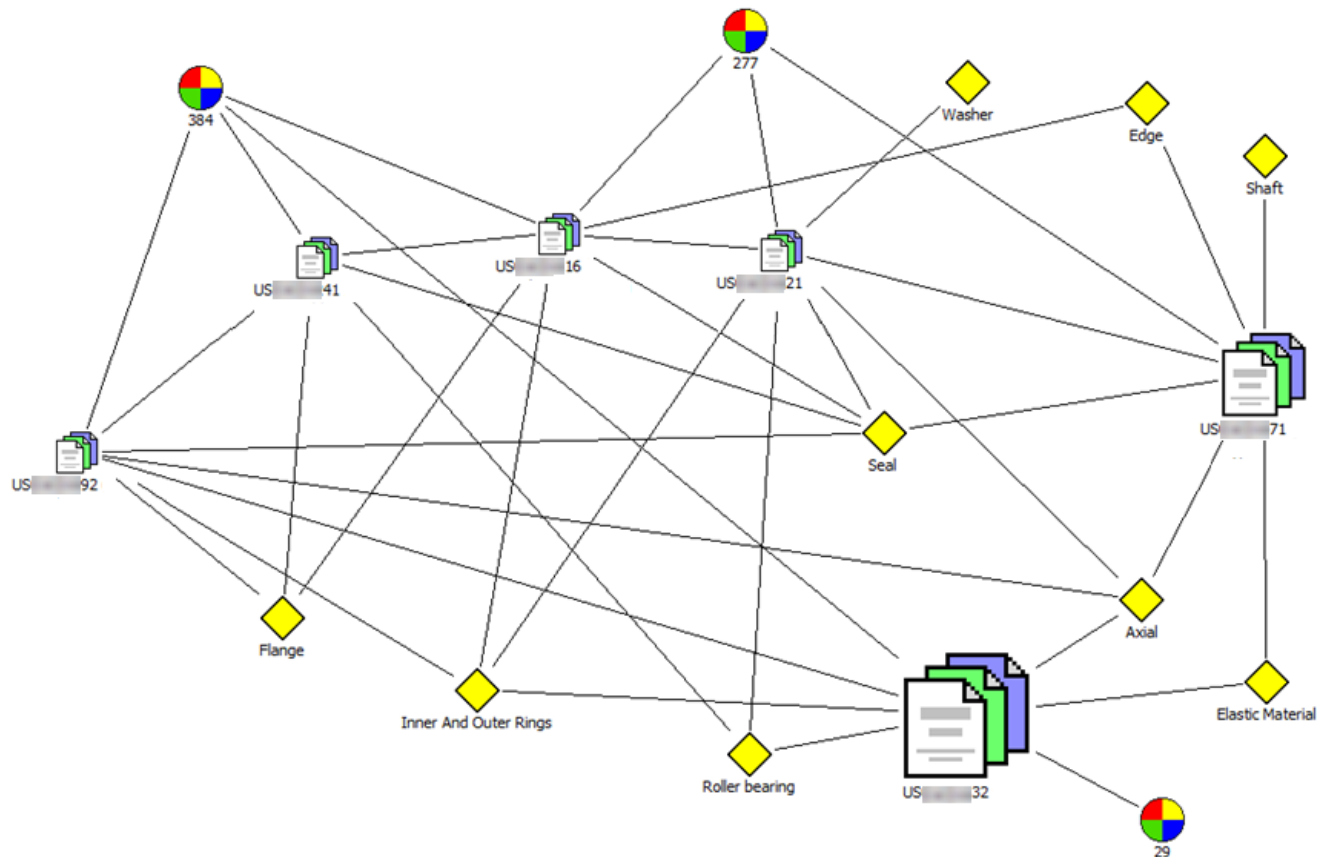 277
384
Washer
Edge
Shaft
US 16
US 41
US 21
US 71
Seal
US 92
Flange
Axial
Inner And Outer Rings
Elastic Material
Roller bearing
US 32
29